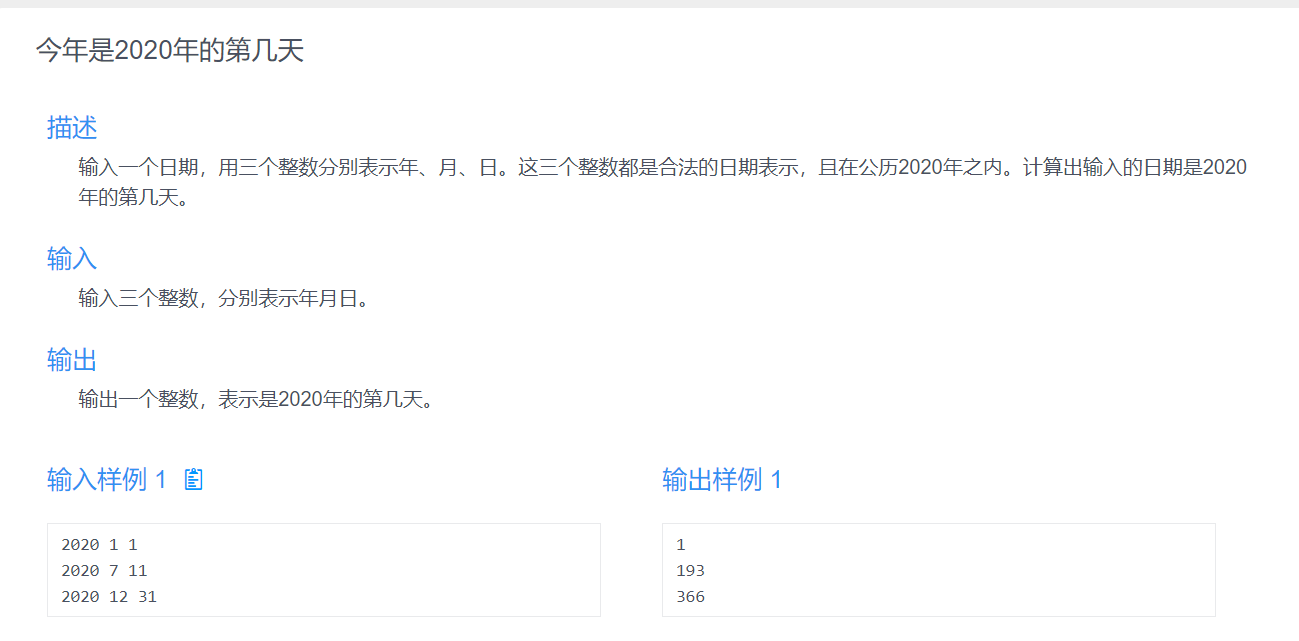 今年是2020年的第几天
描述
输入一个日期，用三个整数分别表示年、月、日。这三个整数都是合法的日期表示，且在公历2020年之内。计算出输入的日期是2020
年的第几天。
输入
输入三个整数，分别表示年月日。
输出
输出一个整数，表示是2020年的第几天。
输入样例 1
2020 1 1
2020 7 11
2020 12 31
输出样例 1
1
193
366